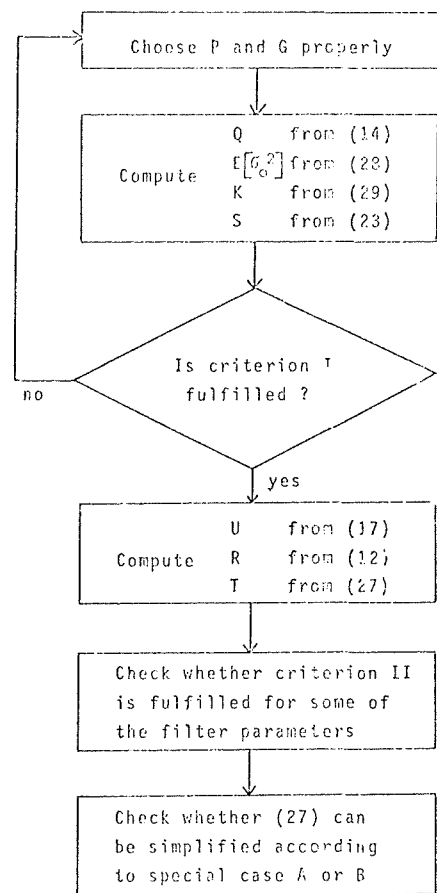 Choose P and G properly
Q from (14)
E[σ̂₀²] from (28)
Compute
K from (29)
S from (23)
Is criterion I
fulfilled ?
no
yes
U from (17)
Compute R from (12)
T from (27)
Check whether criterion II
is fulfilled for some of
the filter parameters
Check whether (27) can
be simplified according
to special case A or B